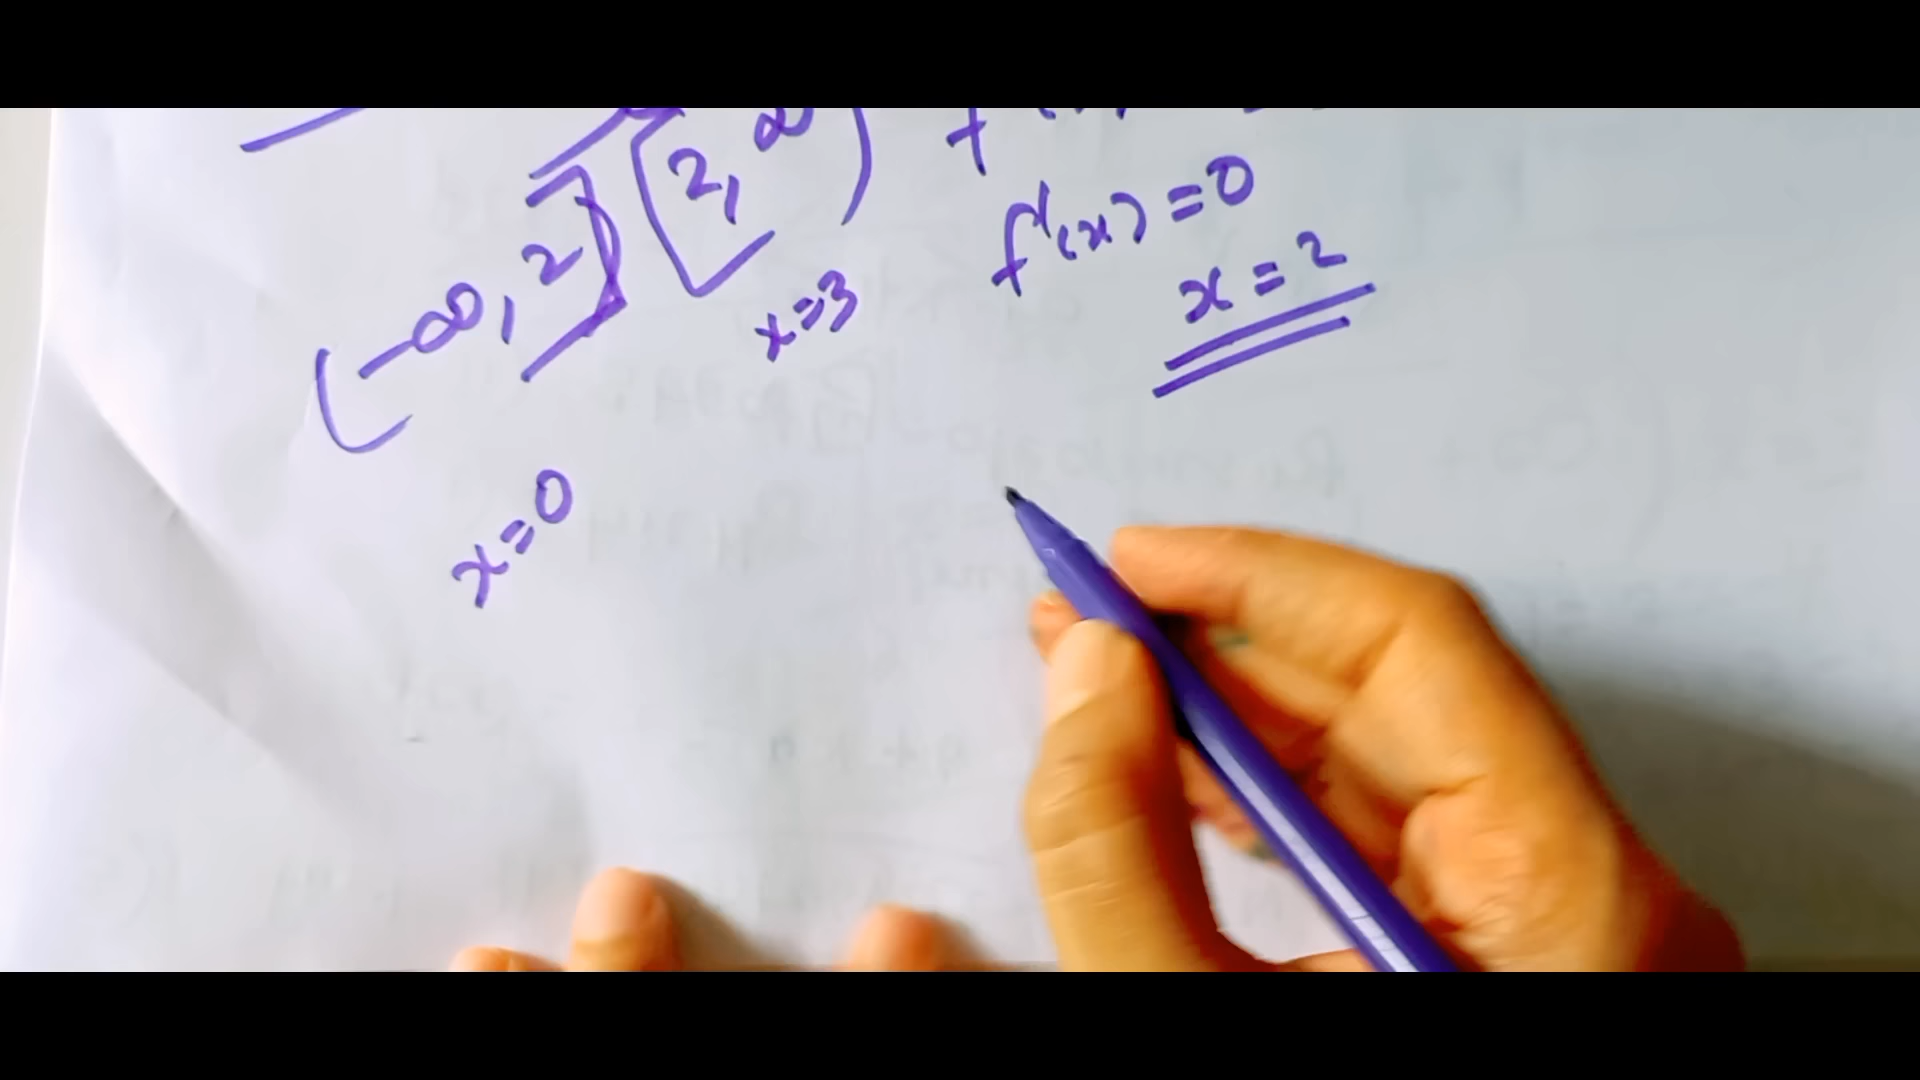 (-∞, 2] [2, ∞)
f'(x) = 0
x = 2
x = 3
x = 0